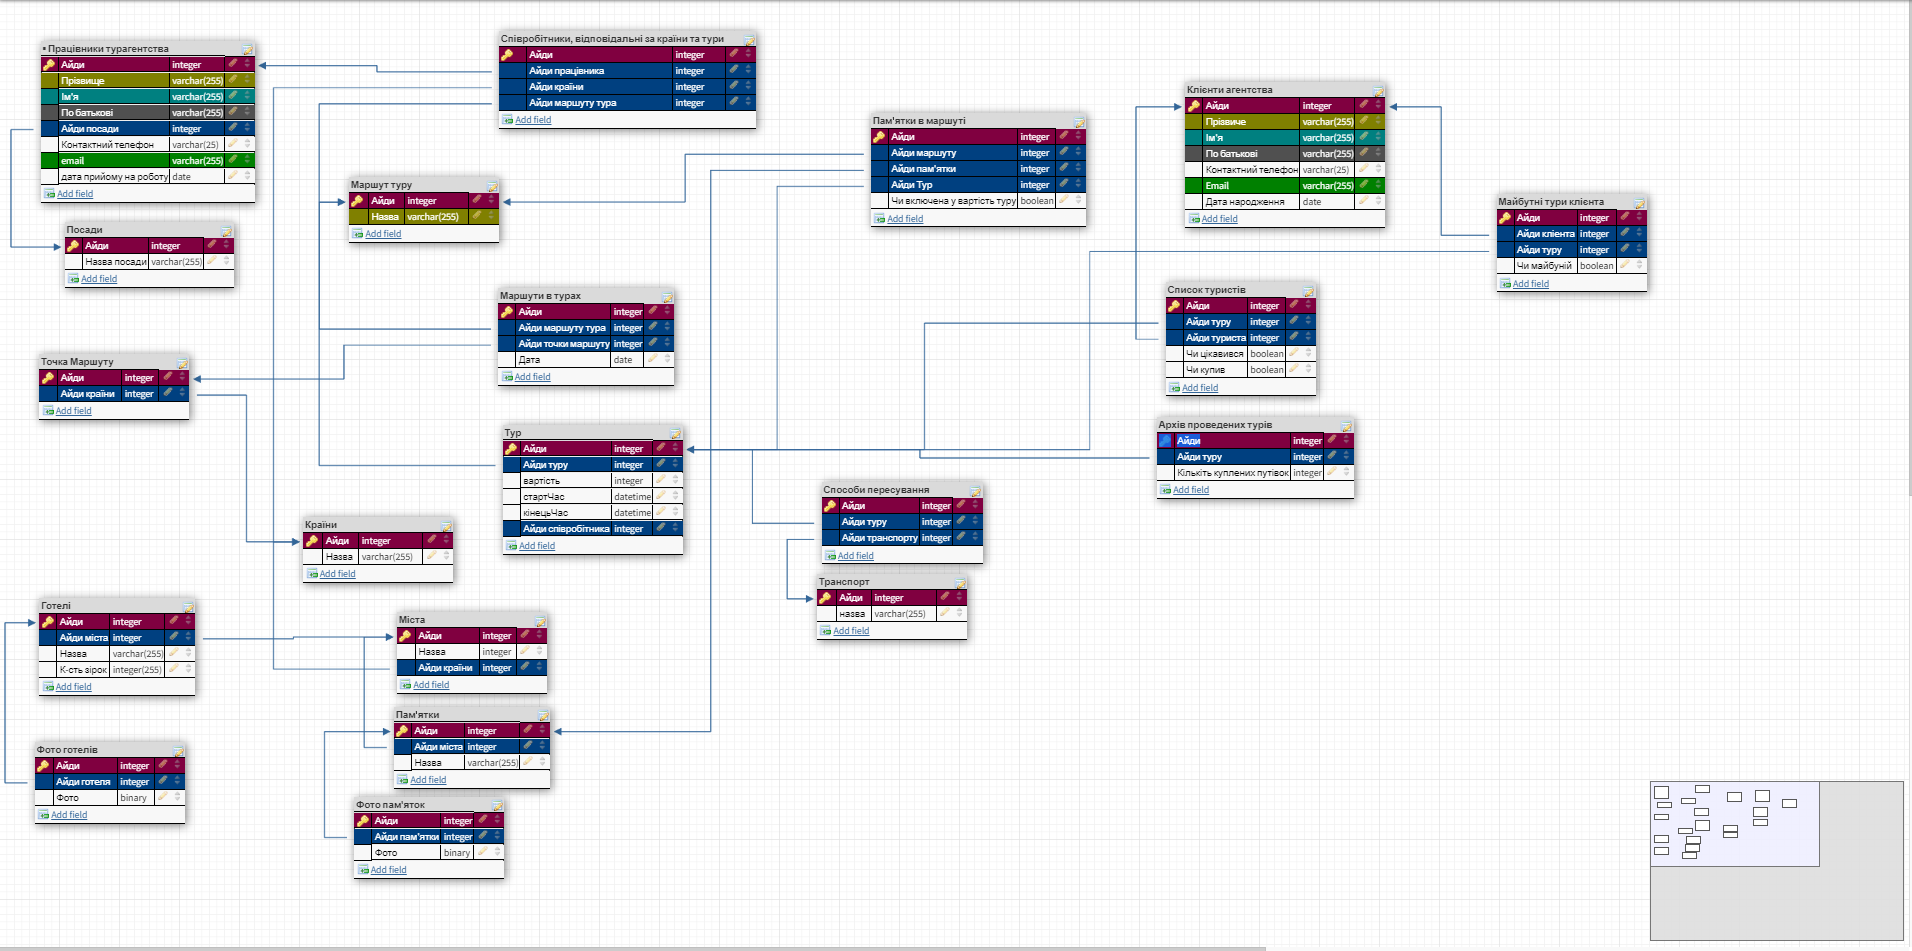 • Працівники турагентства
Айди integer
Прізвище varchar(255)
Ім'я varchar(255)
По батькові varchar(255)
Айди посади integer
Контактний телефон varchar(25)
email varchar(255)
дата прийому на роботу date
Add field
Посади
Айди integer
Назва посади varchar(255)
Add field
Співробітники, відповідальні за країни та тури
Айди integer
Айди працівника integer
Айди країни integer
Айди маршруту тура integer
Add field
Маршрут туру
Айди integer
Назва varchar(255)
Add field
Пам'ятки в маршуті
Айди integer
Айди маршуту integer
Айди пам'ятки integer
Айди Тур integer
Чи включена у вартість туру boolean
Add field
Клієнти агентства
Айди integer
Прізвиче varchar(255)
Ім'я varchar(255)
По батькові varchar(255)
Контактний телефон varchar(25)
Email varchar(255)
Дата народження date
Add field
Майбутні тури клієнта
Айди integer
Айди клієнта integer
Айди туру integer
Чи майбуній boolean
Add field
Маршрути в турах
Айди integer
Айди маршруту тура integer
Айди точки маршруту integer
Дата date
Add field
Список туристів
Айди integer
Айди туру integer
Айди туриста integer
Чи цікавився boolean
Чи купив boolean
Add field
Точка Маршруту
Айди integer
Айди країни integer
Add field
Тур
Айди integer
Айди туру integer
вартість integer
стартЧас datetime
кінецьЧас datetime
Айди співробітника integer
Add field
Архів проведених турів
Айди integer
Айди туру integer
Кількіть куплених путівок integer
Add field
Способи пересування
Айди integer
Айди туру integer
Айди транспорту integer
Add field
Країни
Айди integer
Назва varchar(255)
Add field
Транспорт
Айди integer
назва varchar(255)
Add field
Готелі
Айди integer
Айди міста integer
Назва varchar(255)
К-сть зірок integer(255)
Add field
Міста
Айди integer
Назва integer
Айди країни integer
Add field
Пам'ятки
Айди integer
Айди міста integer
Назва varchar(255)
Add field
Фото готелів
Айди integer
Айди готеля integer
Фото binary
Add field
Фото пам'яток
Айди integer
Айди пам'ятки integer
Фото binary
Add field